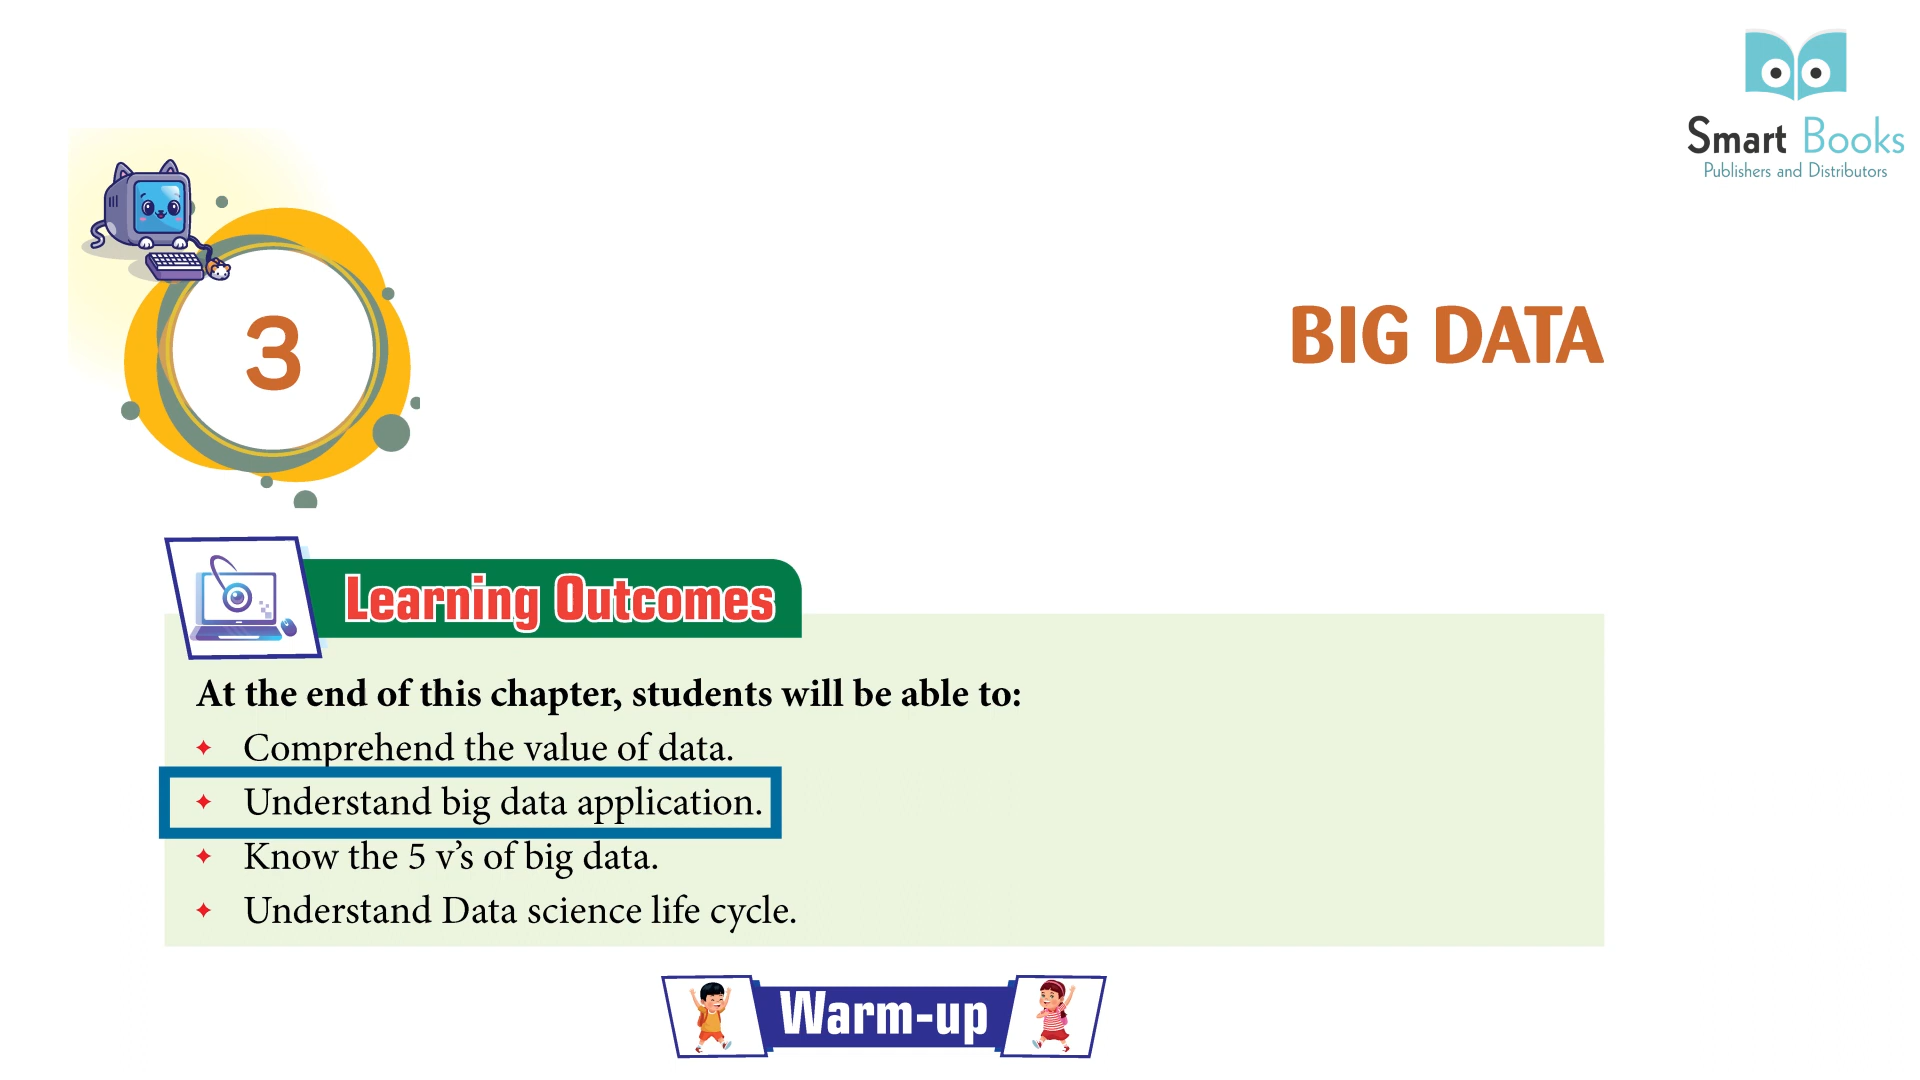 Smart Books
Publishers and Distributors
3
BIG DATA
Learning Outcomes
At the end of this chapter, students will be able to:
✦ Comprehend the value of data.
✦ Understand big data application.
✦ Know the 5 v’s of big data.
✦ Understand Data science life cycle.
Warm-up